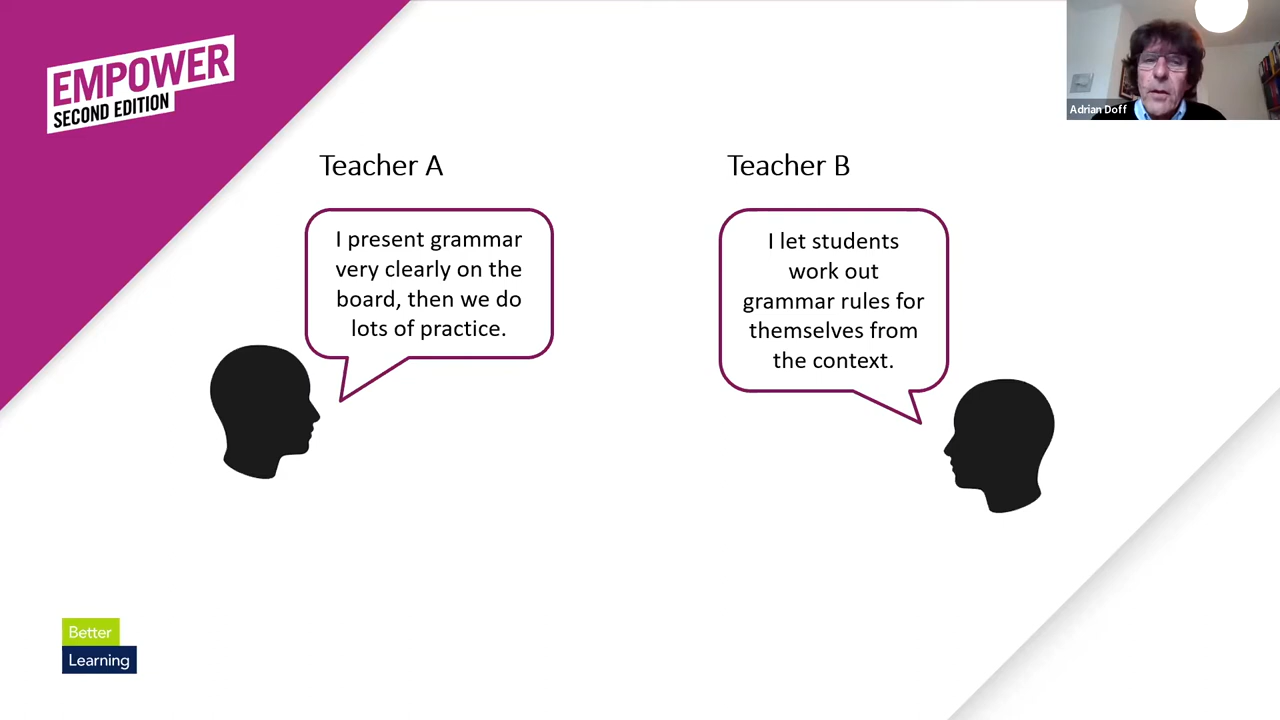 EMPOWER
SECOND EDITION
Adrian Doff
Teacher A
Teacher B
I present grammar
very clearly on the
board, then we do
lots of practice.
I let students
work out
grammar rules for
themselves from
the context.
Better
Learning